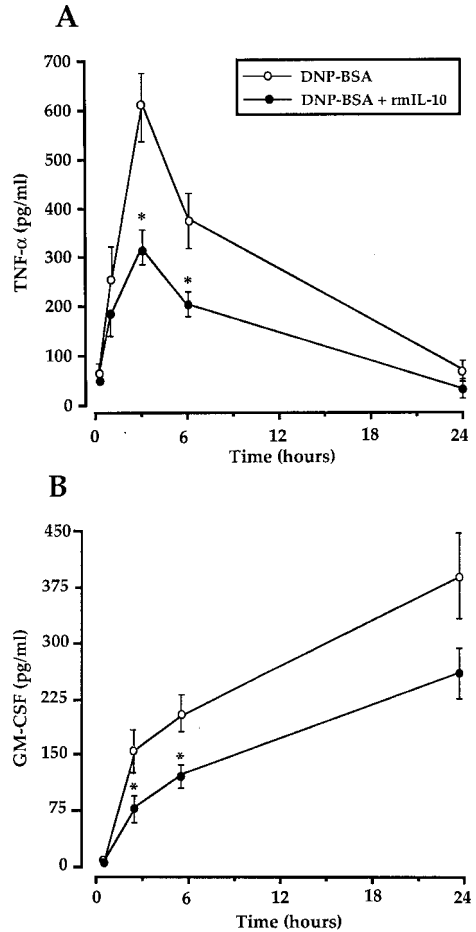 A
DNP-BSA
DNP-BSA + rmIL-10
TNF-α (pg/ml)
700
600
500
400
300
200
100
0
*
*
0 6 12 18 24
Time (hours)
B
GM-CSF (pg/ml)
450
375
300
225
150
75
0
*
*
0 6 12 18 24
Time (hours)